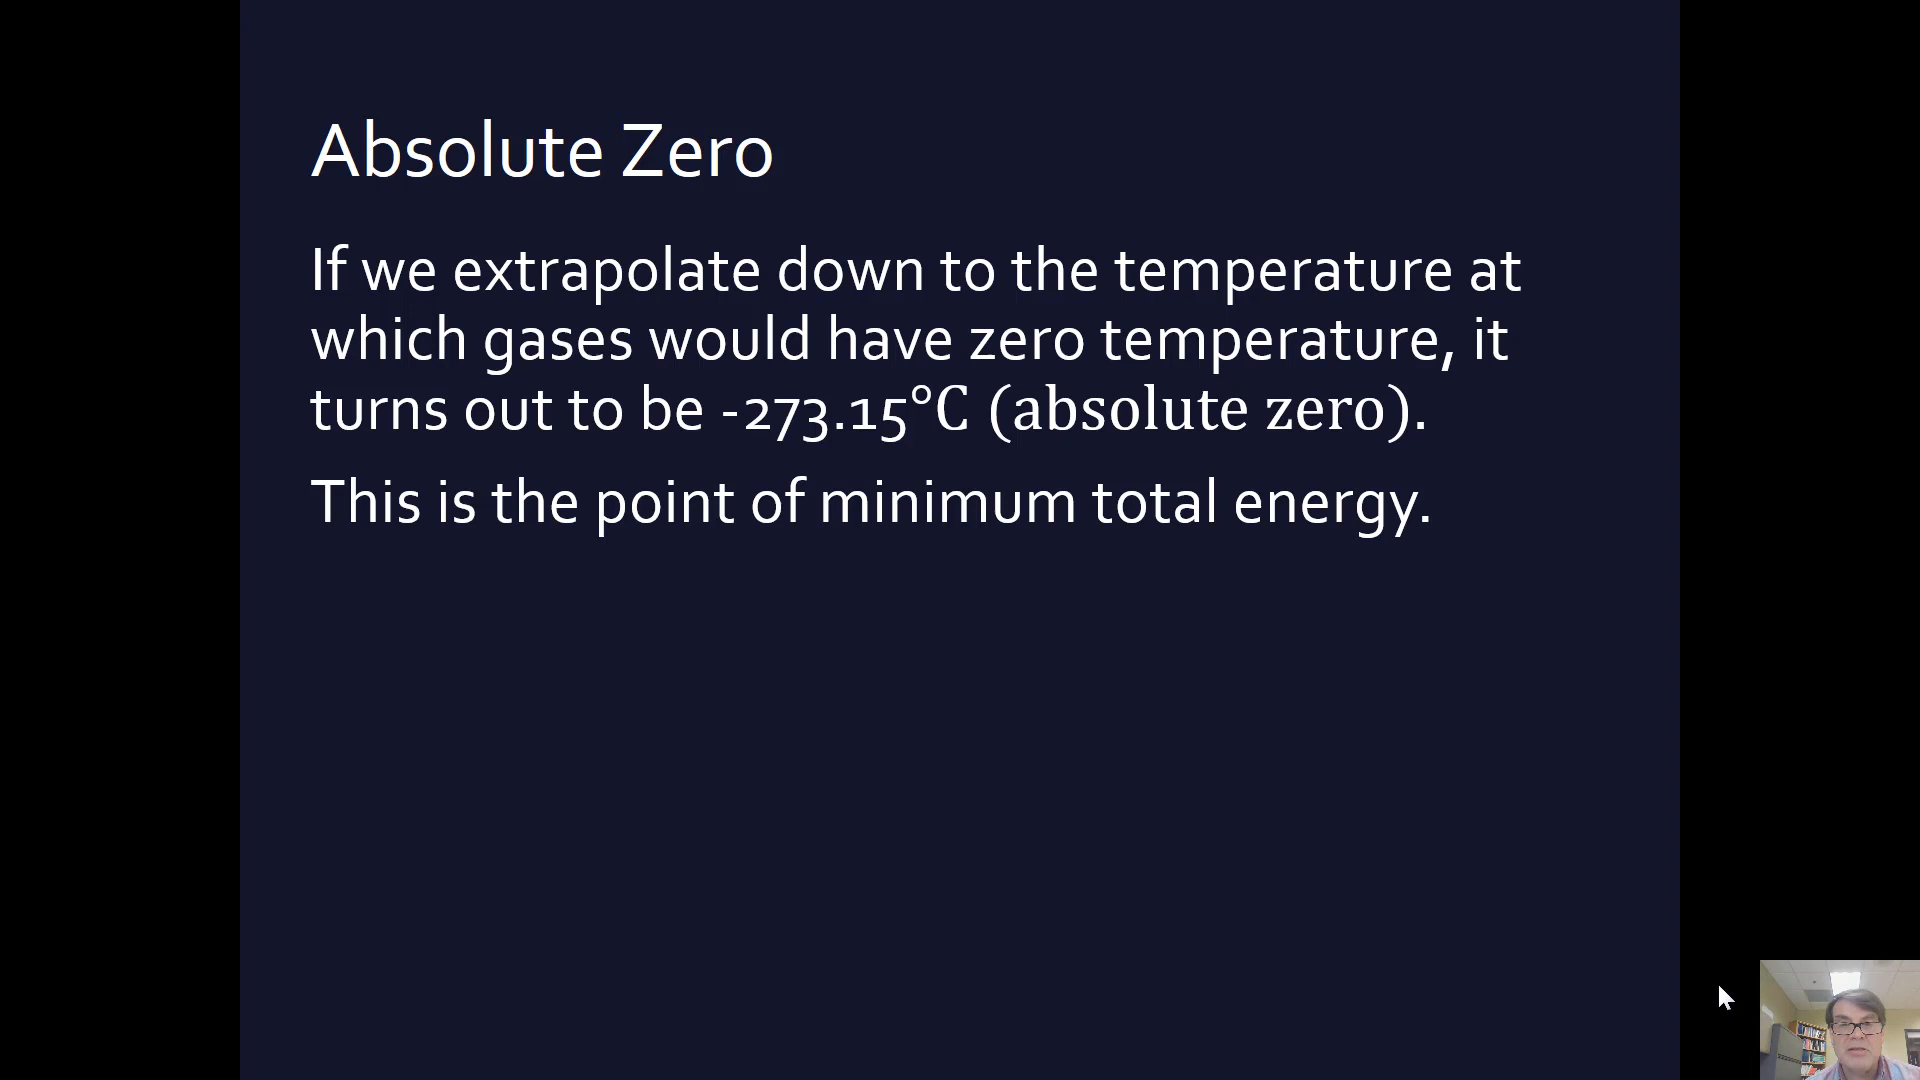 Absolute Zero
If we extrapolate down to the temperature at
which gases would have zero temperature, it
turns out to be -273.15°C (absolute zero).
This is the point of minimum total energy.